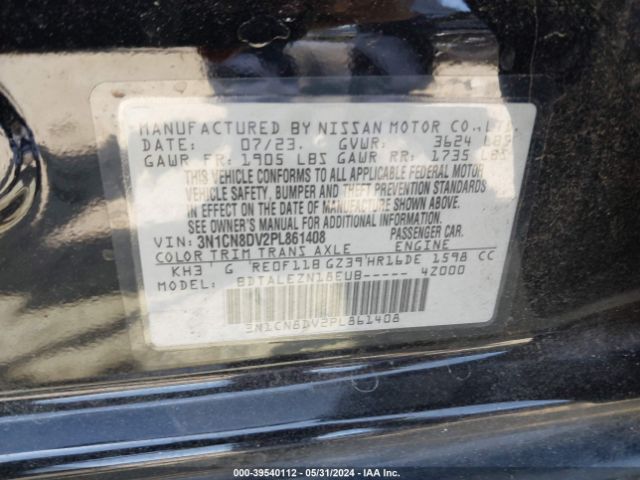 MANUFACTURED BY NISSAN MOTOR CO., LTD.
DATE: 07/23. GVWR: 3624 LBS
GAWR FR: 1905 LBS GAWR RR: 1735 LBS
THIS VEHICLE CONFORMS TO ALL APPLICABLE FEDERAL MOTOR
VEHICLE SAFETY, BUMPER AND THEFT PREVENTION STANDARDS
IN EFFECT ON THE DATE OF MANUFACTURE SHOWN ABOVE.
SEE OWNER'S MANUAL FOR ADDITIONAL INFORMATION.
VIN: 3N1CN8DV2PL861408 PASSENGER CAR.
COLOR TRIM TRANS AXLE ENGINE
KH3 G RE0F11B GZ39 HR16DE 1598 CC
MODEL: BDTALEZN18EUB----- 4Z000
3N1CN8DV2PL861408
000-39540112 - 05/31/2024 - IAA Inc.